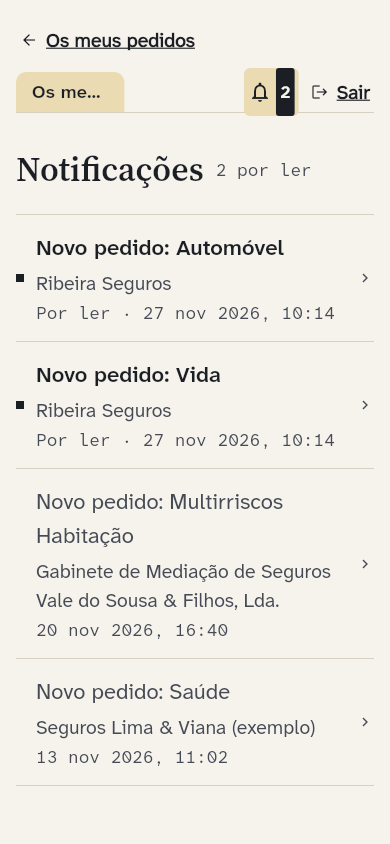 Os meus pedidos
Os me...
2
Sair
Notificações 2 por ler
Novo pedido: Automóvel
Ribeira Seguros
Por ler · 27 nov 2026, 10:14
Novo pedido: Vida
Ribeira Seguros
Por ler · 27 nov 2026, 10:14
Novo pedido: Multirriscos
Habitação
Gabinete de Mediação de Seguros
Vale do Sousa & Filhos, Lda.
20 nov 2026, 16:40
Novo pedido: Saúde
Seguros Lima & Viana (exemplo)
13 nov 2026, 11:02